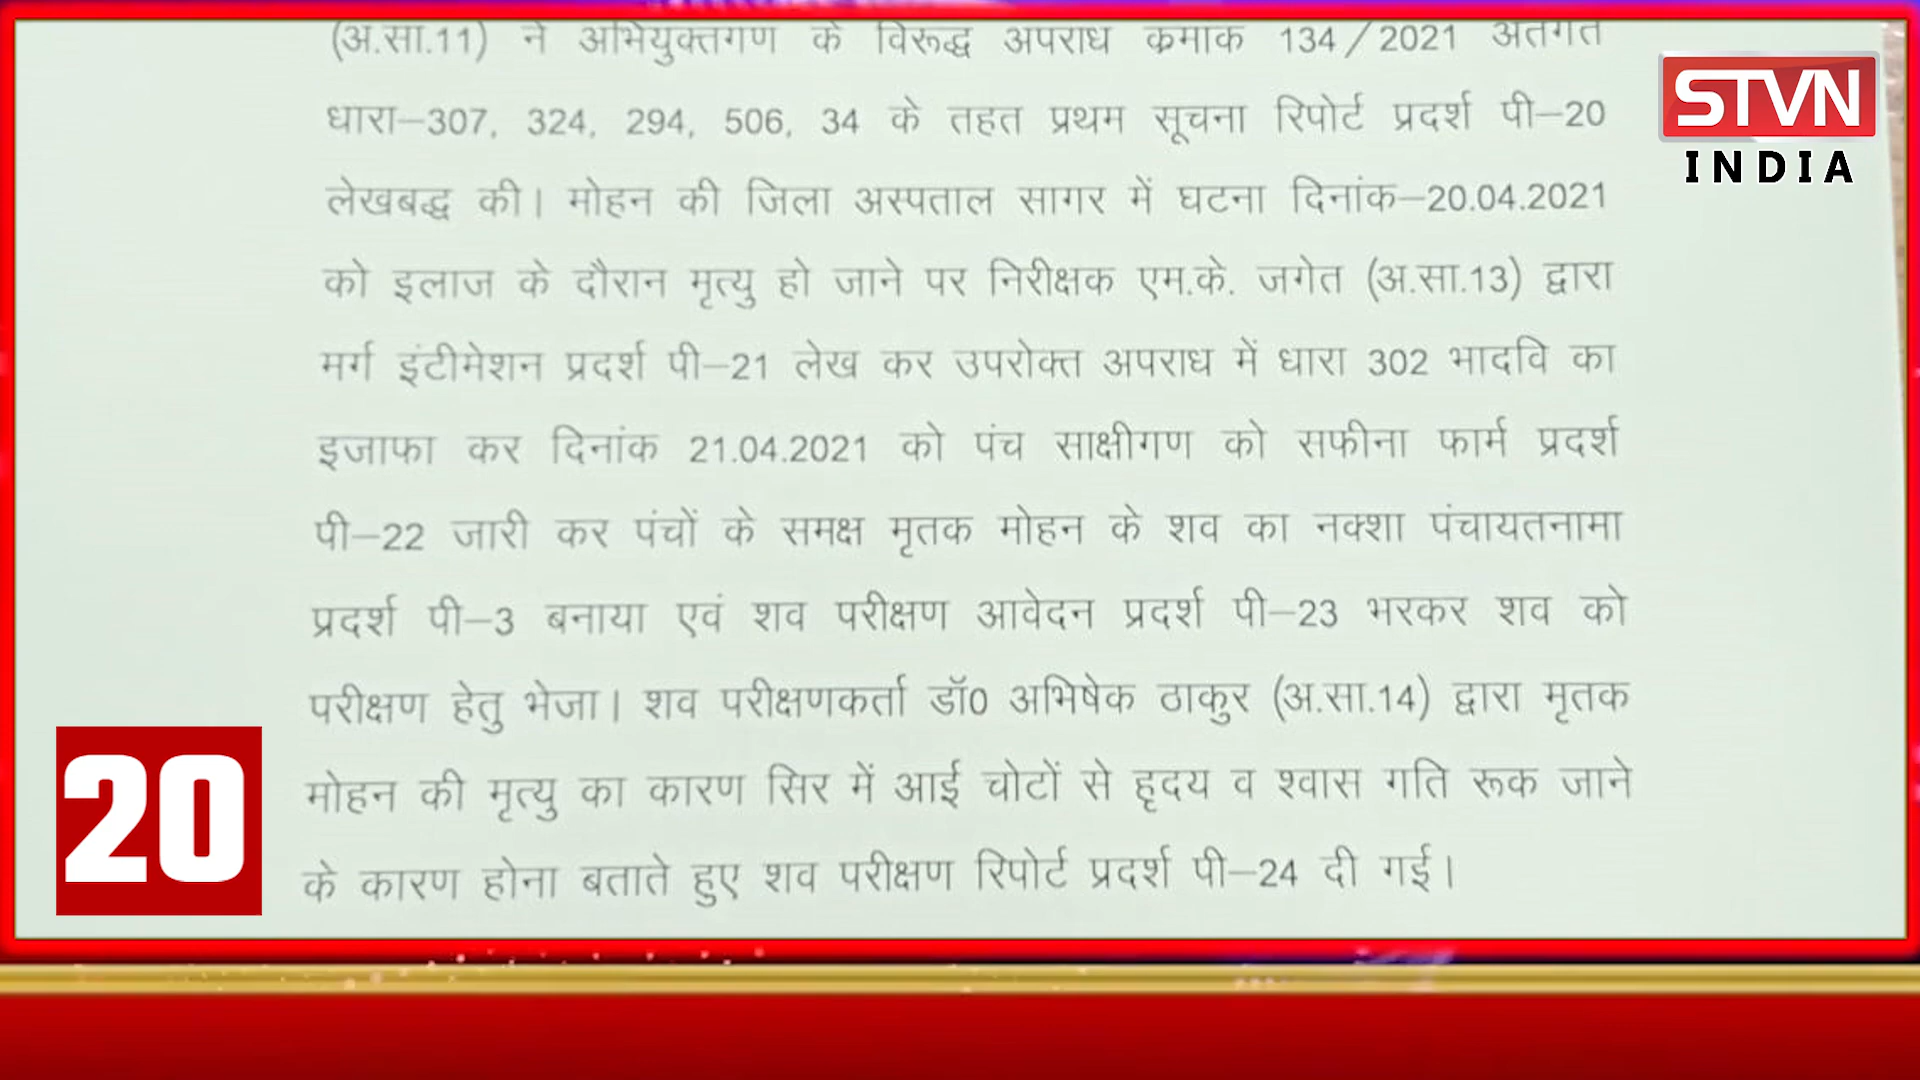 (अ.सा.11) ने अभियुक्तगण के विरूद्ध अपराध कमाक 134/2021 अंतर्गत
धारा–307, 324, 294, 506, 34 के तहत प्रथम सूचना रिपोर्ट प्रदर्श पी–20
लेखबद्ध की। मोहन की जिला अस्पताल सागर में घटना दिनांक–20.04.2021
को इलाज के दौरान मृत्यु हो जाने पर निरीक्षक एम.के. जगेत (अ.सा.13) द्वारा
मर्ग इंटीमेशन प्रदर्श पी–21 लेख कर उपरोक्त अपराध में धारा 302 भादवि का
इजाफा कर दिनांक 21.04.2021 को पंच साक्षीगण को सफीना फार्म प्रदर्श
पी–22 जारी कर पंचों के समक्ष मृतक मोहन के शव का नक्शा पंचायतनामा
प्रदर्श पी–3 बनाया एवं शव परीक्षण आवेदन प्रदर्श पी–23 भरकर शव को
परीक्षण हेतु भेजा। शव परीक्षणकर्ता डॉ0 अभिषेक ठाकुर (अ.सा.14) द्वारा मृतक
मोहन की मृत्यु का कारण सिर में आई चोटों से हृदय व श्वास गति रूक जाने
के कारण होना बताते हुए शव परीक्षण रिपोर्ट प्रदर्श पी–24 दी गई।
STVN
INDIA
20